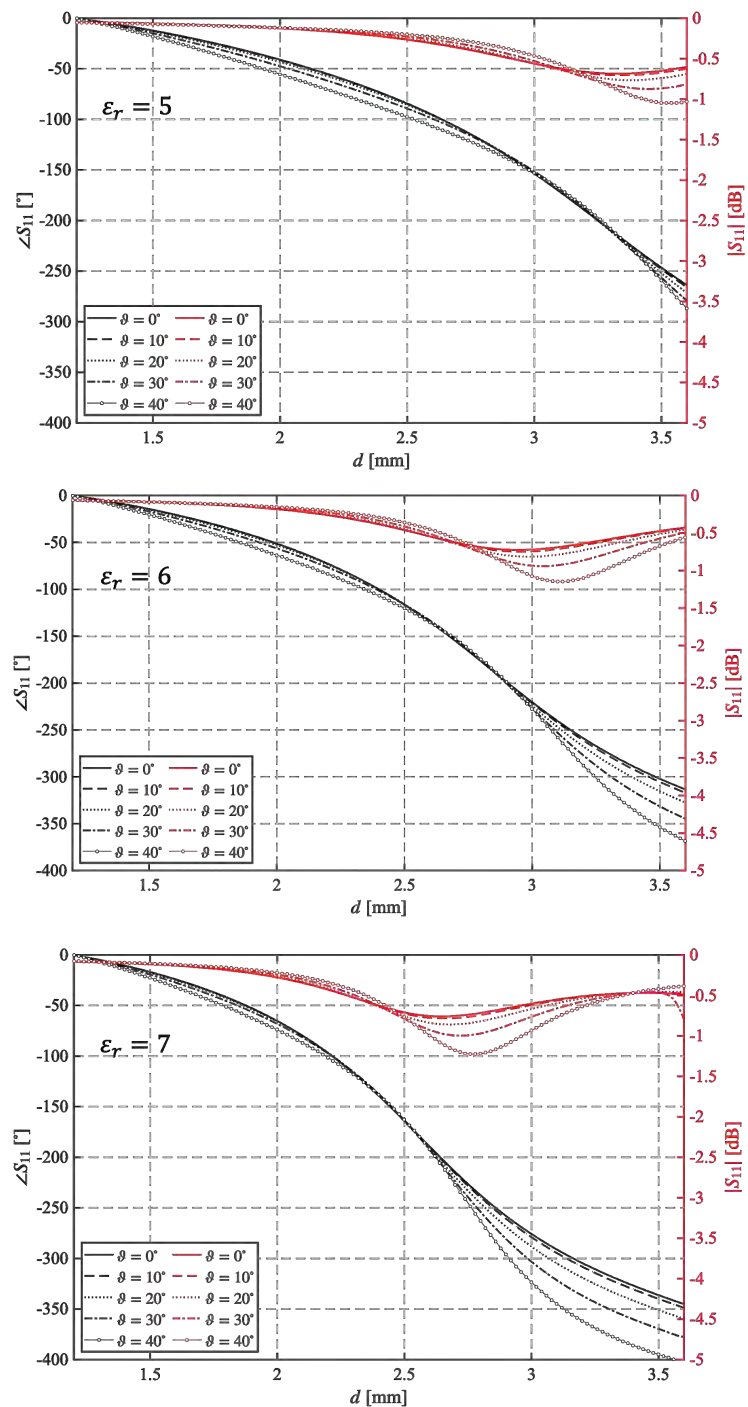 0
-50
-100
-150
-200
-250
-300
-350
-400
∠S11 [°]
εr = 5
ϑ = 0° ϑ = 0°
ϑ = 10° ϑ = 10°
ϑ = 20° ϑ = 20°
ϑ = 30° ϑ = 30°
ϑ = 40° ϑ = 40°
0
-0.5
-1
-1.5
-2
-2.5
-3
-3.5
-4
-4.5
-5
|S11| [dB]
1.5 2 2.5 3 3.5
d [mm]
0
-50
-100
-150
-200
-250
-300
-350
-400
∠S11 [°]
εr = 6
ϑ = 0° ϑ = 0°
ϑ = 10° ϑ = 10°
ϑ = 20° ϑ = 20°
ϑ = 30° ϑ = 30°
ϑ = 40° ϑ = 40°
0
-0.5
-1
-1.5
-2
-2.5
-3
-3.5
-4
-4.5
-5
|S11| [dB]
1.5 2 2.5 3 3.5
d [mm]
0
-50
-100
-150
-200
-250
-300
-350
-400
∠S11 [°]
εr = 7
ϑ = 0° ϑ = 0°
ϑ = 10° ϑ = 10°
ϑ = 20° ϑ = 20°
ϑ = 30° ϑ = 30°
ϑ = 40° ϑ = 40°
0
-0.5
-1
-1.5
-2
-2.5
-3
-3.5
-4
-4.5
-5
|S11| [dB]
1.5 2 2.5 3 3.5
d [mm]